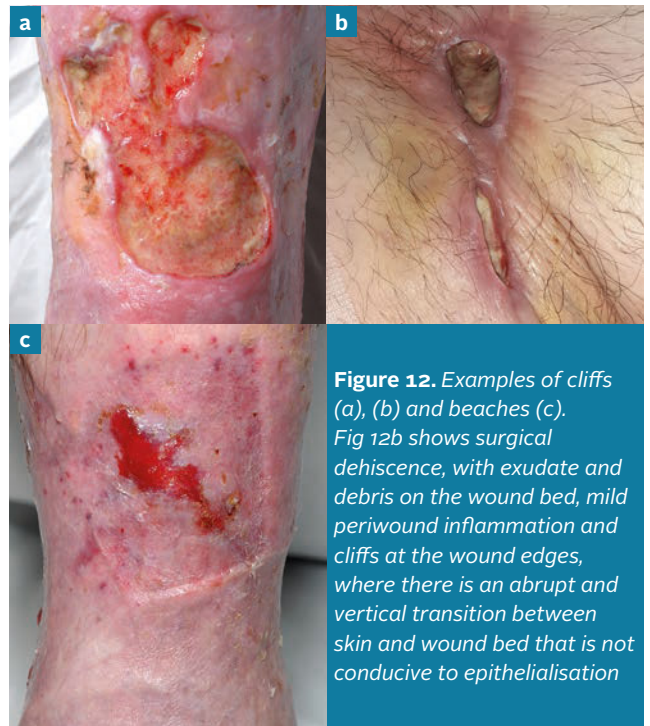 a
b
c
Figure 12. Examples of cliffs
(a), (b) and beaches (c).
Fig 12b shows surgical
dehiscence, with exudate and
debris on the wound bed, mild
periwound inflammation and
cliffs at the wound edges,
where there is an abrupt and
vertical transition between
skin and wound bed that is not
conducive to epithelialisation